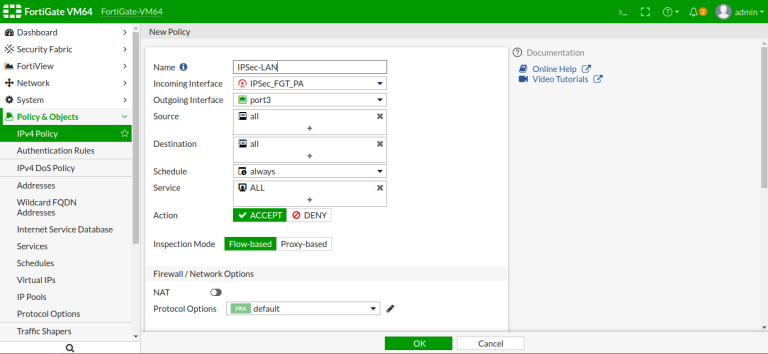 FortiGate VM64 FortiGate-VM64 >_ ? 2 admin
Dashboard
Security Fabric
FortiView
Network
System
Policy & Objects
IPv4 Policy
Authentication Rules
IPv4 DoS Policy
Addresses
Wildcard FQDN
Addresses
Internet Service Database
Services
Schedules
Virtual IPs
IP Pools
Protocol Options
Traffic Shapers
New Policy
Name IPSec-LAN
Incoming Interface IPSec_FGT_PA
Outgoing Interface port3
Source all
+
Destination all
+
Schedule always
Service ALL
+
Action ACCEPT DENY
Inspection Mode Flow-based Proxy-based
Firewall / Network Options
NAT
Protocol Options PRX default
OK Cancel
? Documentation
Online Help
Video Tutorials